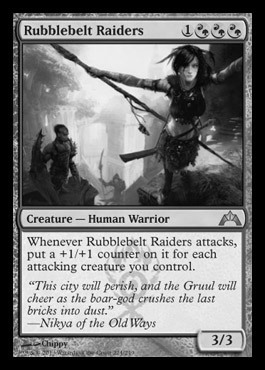 Rubblebelt Raiders 1
Creature — Human Warrior
Whenever Rubblebelt Raiders attacks,
put a +1/+1 counter on it for each
attacking creature you control.
"This city will perish, and the Gruul will
cheer as the boar-god crushes the last
bricks into dust."
—Nikya of the Old Ways
3/3
Chippy